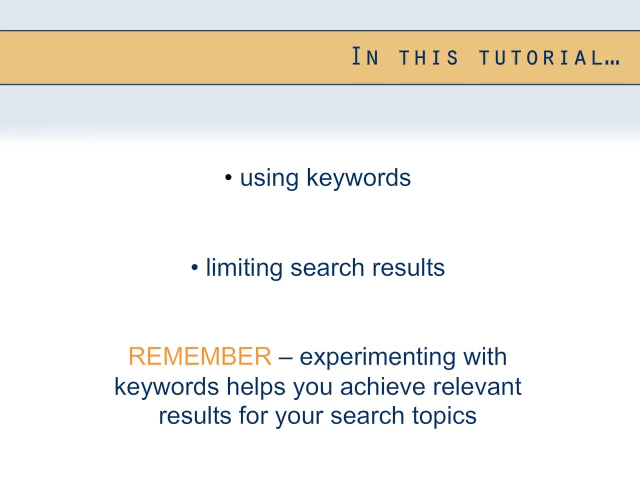 In this tutorial…
• using keywords
• limiting search results
REMEMBER – experimenting with
keywords helps you achieve relevant
results for your search topics